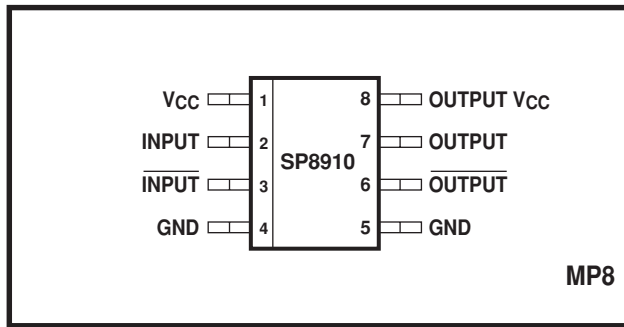 VCC 1 8 OUTPUT VCC
INPUT 2 7 OUTPUT
SP8910
INPUT 3 6 OUTPUT
GND 4 5 GND
MP8